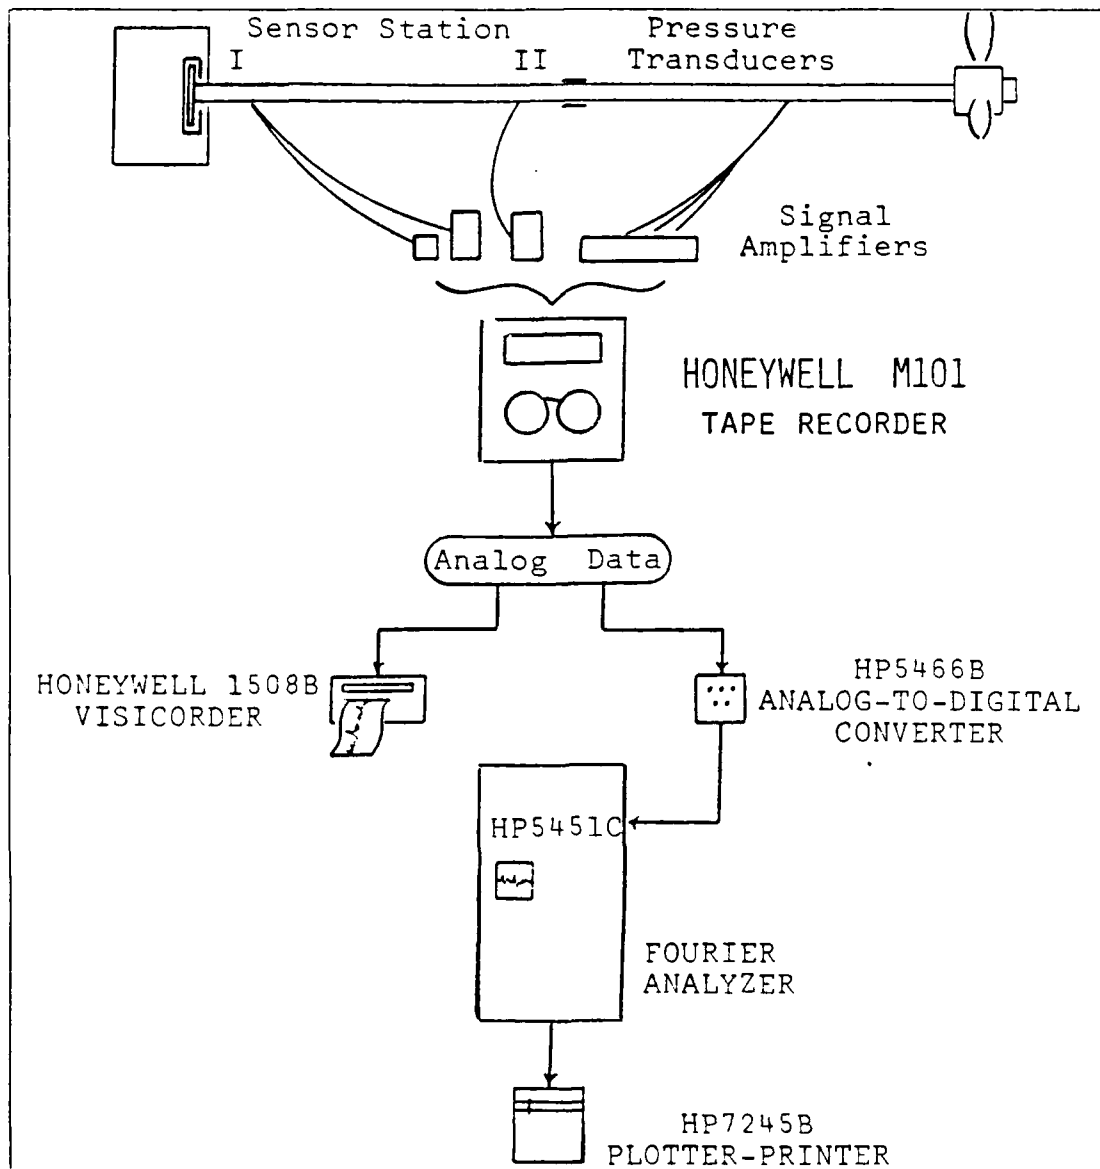 Sensor Station
I
II
Pressure
Transducers
Signal
Amplifiers
HONEYWELL M101
TAPE RECORDER
Analog Data
HONEYWELL 1508B
VISICORDER
HP5466B
ANALOG-TO-DIGITAL
CONVERTER
HP5451C
FOURIER
ANALYZER
HP7245B
PLOTTER-PRINTER